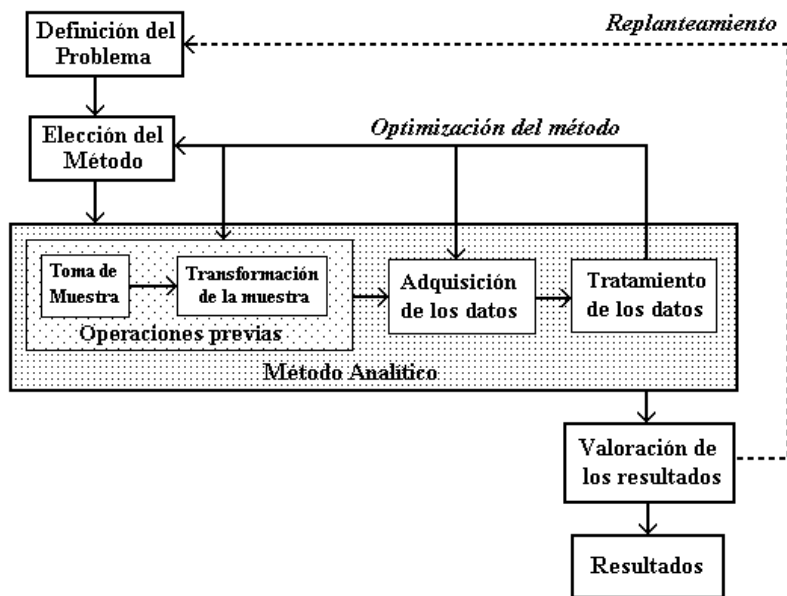 Replanteamiento
Definición del
Problema
Elección del
Método
Optimización del método
Toma de
Muestra
Transformación
de la muestra
Operaciones previas
Adquisición
de los datos
Tratamiento
de los datos
Método Analítico
Valoración de
los resultados
Resultados